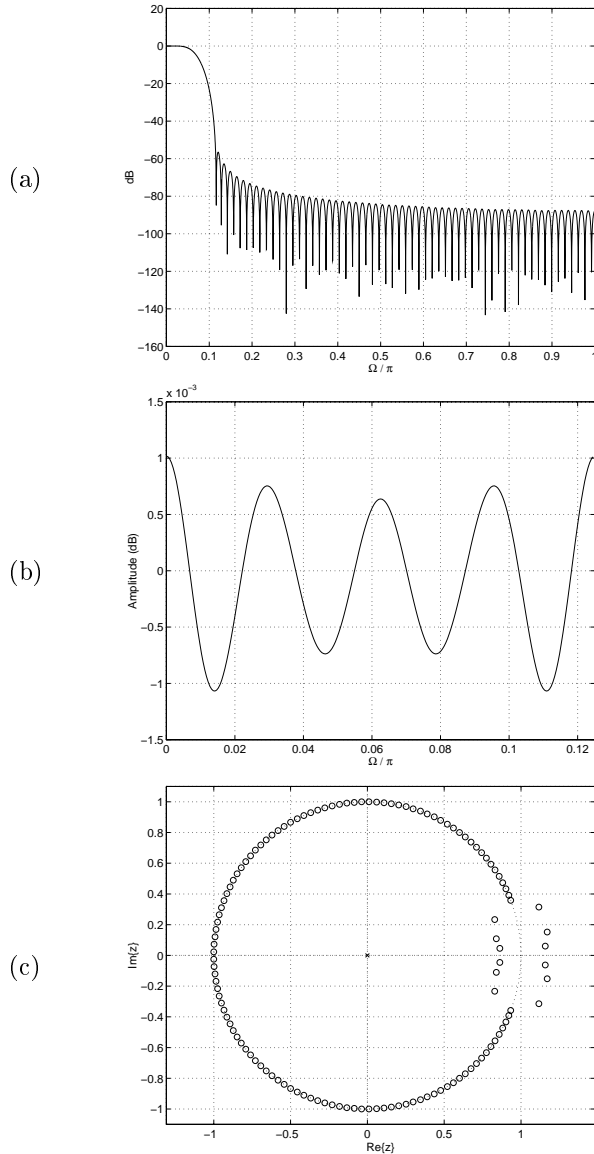 (a)
dB
20
0
−20
−40
−60
−80
−100
−120
−140
−160
0 0.1 0.2 0.3 0.4 0.5 0.6 0.7 0.8 0.9 1
Ω / π
(b)
x 10⁻³
Amplitude (dB)
1.5
1
0.5
0
−0.5
−1
−1.5
0 0.02 0.04 0.06 0.08 0.1 0.12
Ω / π
(c)
Im{z}
1
0.8
0.6
0.4
0.2
0
−0.2
−0.4
−0.6
−0.8
−1
−1 −0.5 0 0.5 1
Re{z}